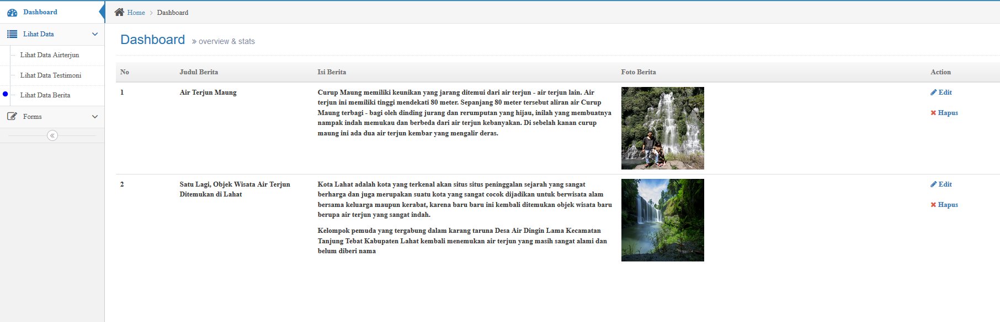 Dashboard
Lihat Data
Lihat Data Airterjun
Lihat Data Testimoni
Lihat Data Berita
Forms
Home > Dashboard
Dashboard » overview & stats
No Judul Berita Isi Berita Foto Berita Action
1 Air Terjun Maung
Curup Maung memiliki keunikan yang jarang ditemui dari air terjun - air terjun lain. Air
terjun ini memiliki tinggi mendekati 80 meter. Sepanjang 80 meter tersebut aliran air Curup
Maung terbagi - bagi oleh dinding jurang dan rerumputan yang hijau, inilah yang membuatnya
nampak indah memukau dan berbeda dari air terjun kebanyakan. Di sebelah kanan curup
maung ini ada dua air terjun kembar yang mengalir deras.
Edit
Hapus
2 Satu Lagi, Objek Wisata Air Terjun
Ditemukan di Lahat
Kota Lahat adalah kota yang terkenal akan situs situs peninggalan sejarah yang sangat
berharga dan juga merupakan suatu kota yang sangat cocok dijadikan untuk berwisata alam
bersama keluarga maupun kerabat, karena baru baru ini kembali ditemukan objek wisata baru
berupa air terjun yang sangat indah.
Kelompok pemuda yang tergabung dalam karang taruna Desa Air Dingin Lama Kecamatan
Tanjung Tebat Kabupaten Lahat kembali menemukan air terjun yang masih sangat alami dan
belum diberi nama
Edit
Hapus